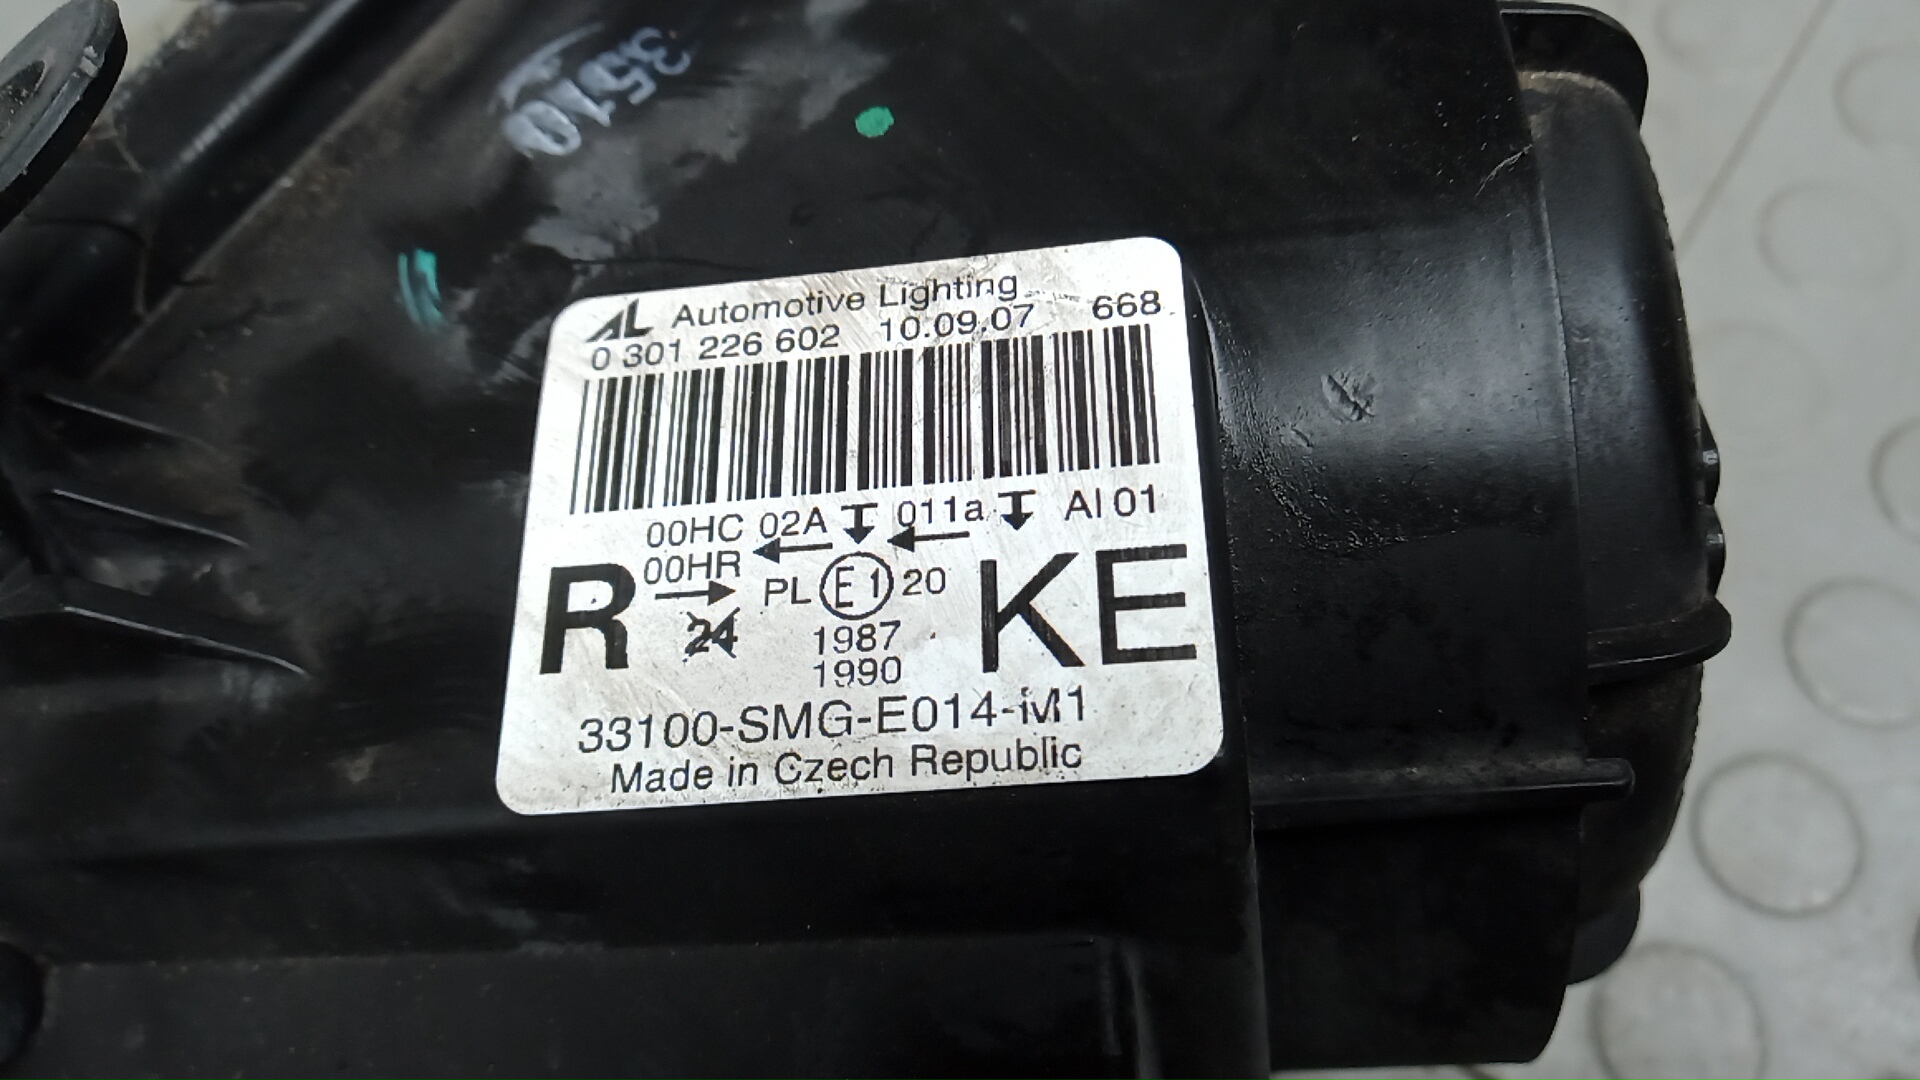 3510
AL Automotive Lighting
0 301 226 602 10.09.07 668
00HC 02A 011a AI 01
00HR
R PL E1 20 KE
24 1987
1990
33100-SMG-E014-M1
Made in Czech Republic